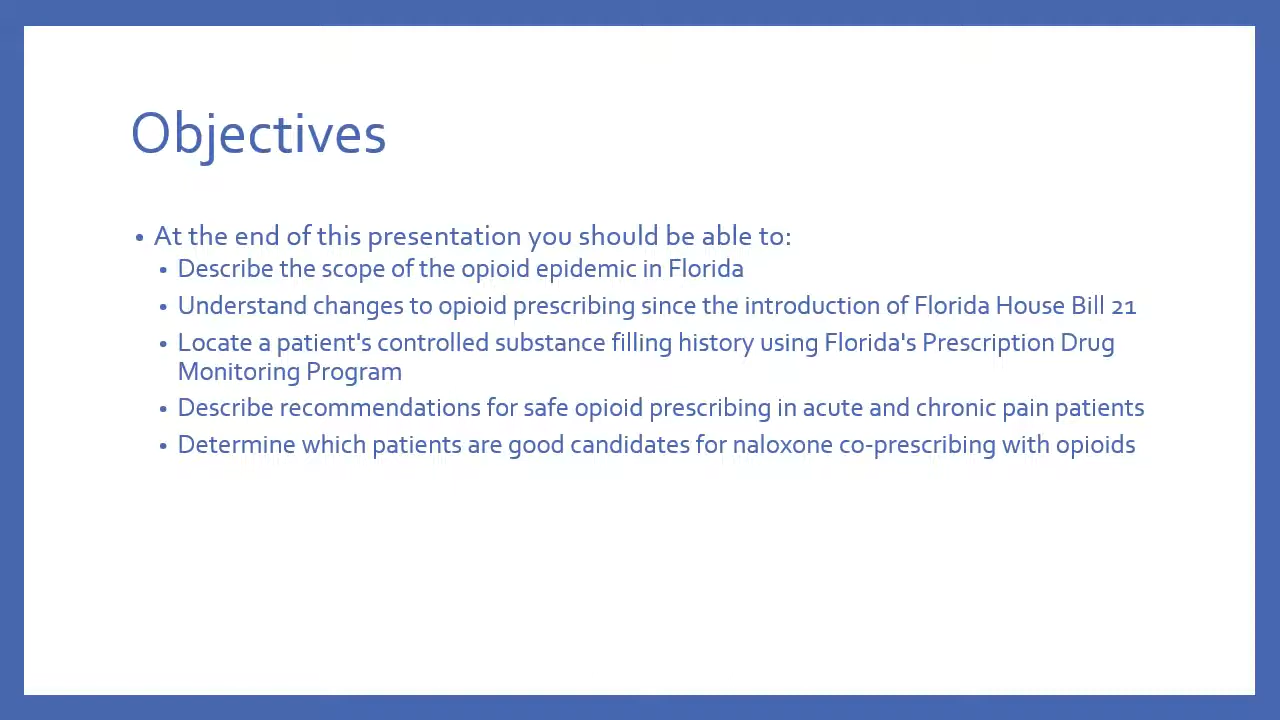 Objectives
• At the end of this presentation you should be able to:
• Describe the scope of the opioid epidemic in Florida
• Understand changes to opioid prescribing since the introduction of Florida House Bill 21
• Locate a patient's controlled substance filling history using Florida's Prescription Drug
Monitoring Program
• Describe recommendations for safe opioid prescribing in acute and chronic pain patients
• Determine which patients are good candidates for naloxone co-prescribing with opioids